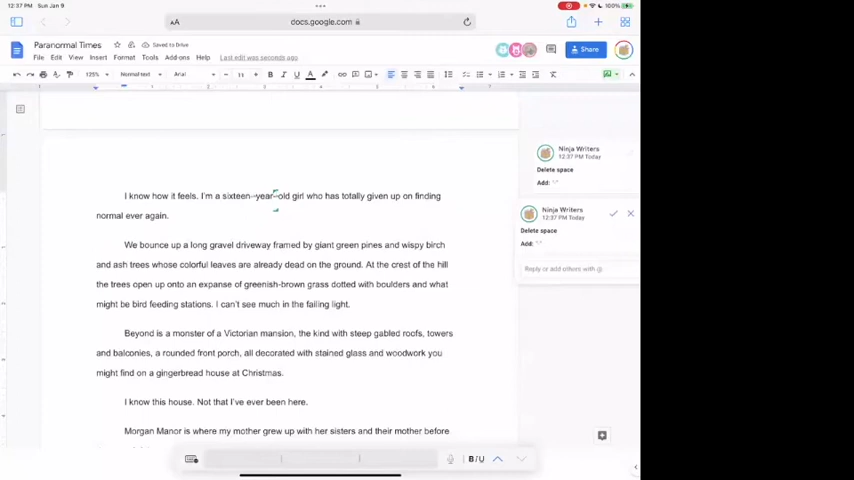 12:37 PM Sun Jan 9
AA
docs.google.com
Paranormal Times
Saved to Drive
File Edit View Insert Format Tools Add-ons Help Last edit was seconds ago
Share
125% Normal text Arial 11 B I U A
I know how it feels. I'm a sixteen--year--old girl who has totally given up on finding
normal ever again.
We bounce up a long gravel driveway framed by giant green pines and wispy birch
and ash trees whose colorful leaves are already dead on the ground. At the crest of the hill
the trees open up onto an expanse of greenish-brown grass dotted with boulders and what
might be bird feeding stations. I can't see much in the failing light.
Beyond is a monster of a Victorian mansion, the kind with steep gabled roofs, towers
and balconies, a rounded front porch, all decorated with stained glass and woodwork you
might find on a gingerbread house at Christmas.
I know this house. Not that I've ever been here.
Morgan Manor is where my mother grew up with her sisters and their mother before
Ninja Writers
12:37 PM Today
Delete space
Add: "-"
Ninja Writers
12:37 PM Today
Delete space
Add: "-"
Reply or add others with @
B I U